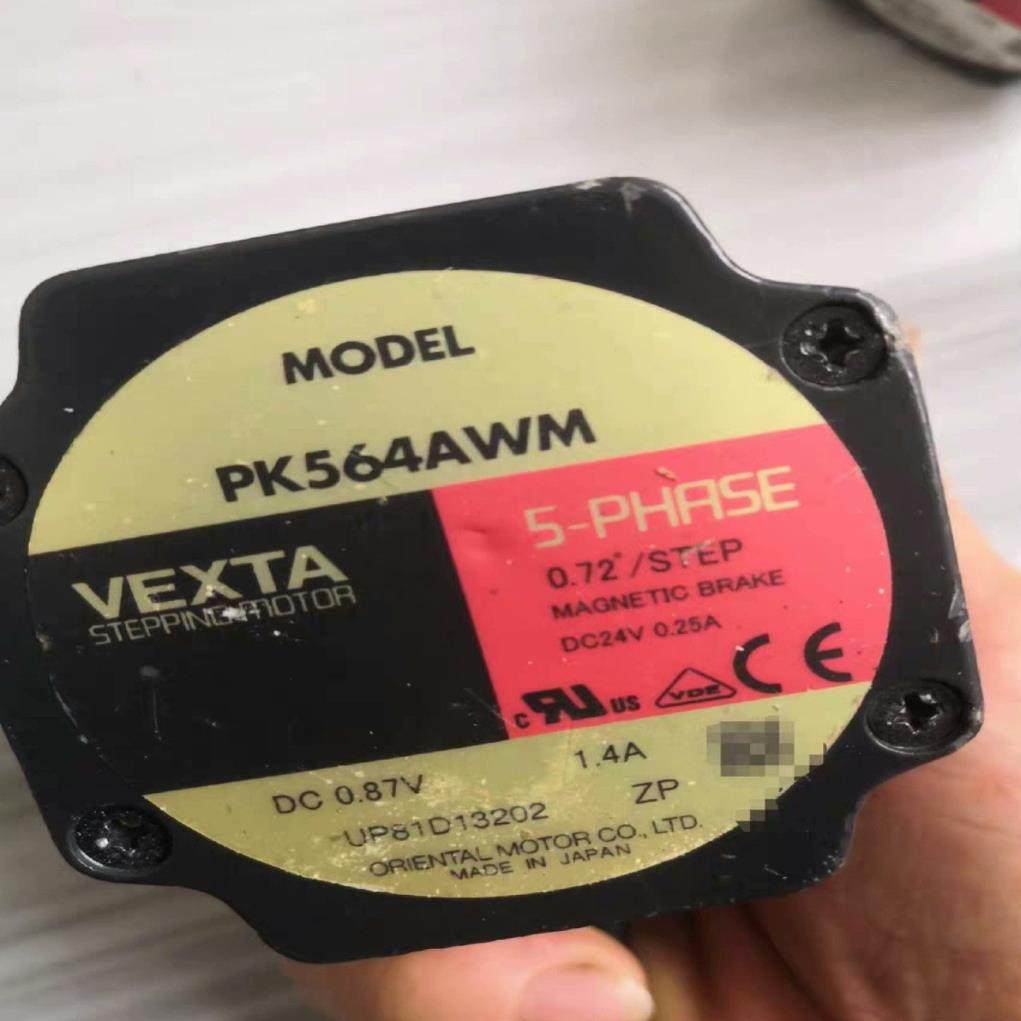 MODEL
PK564AWM
VEXTA
STEPPING MOTOR
5-PHASE
0.72°/STEP
MAGNETIC BRAKE
DC24V 0.25A
c RU US VDE CE
DC 0.87V 1.4A
UP81D13202 ZP
ORIENTAL MOTOR CO., LTD.
MADE IN JAPAN